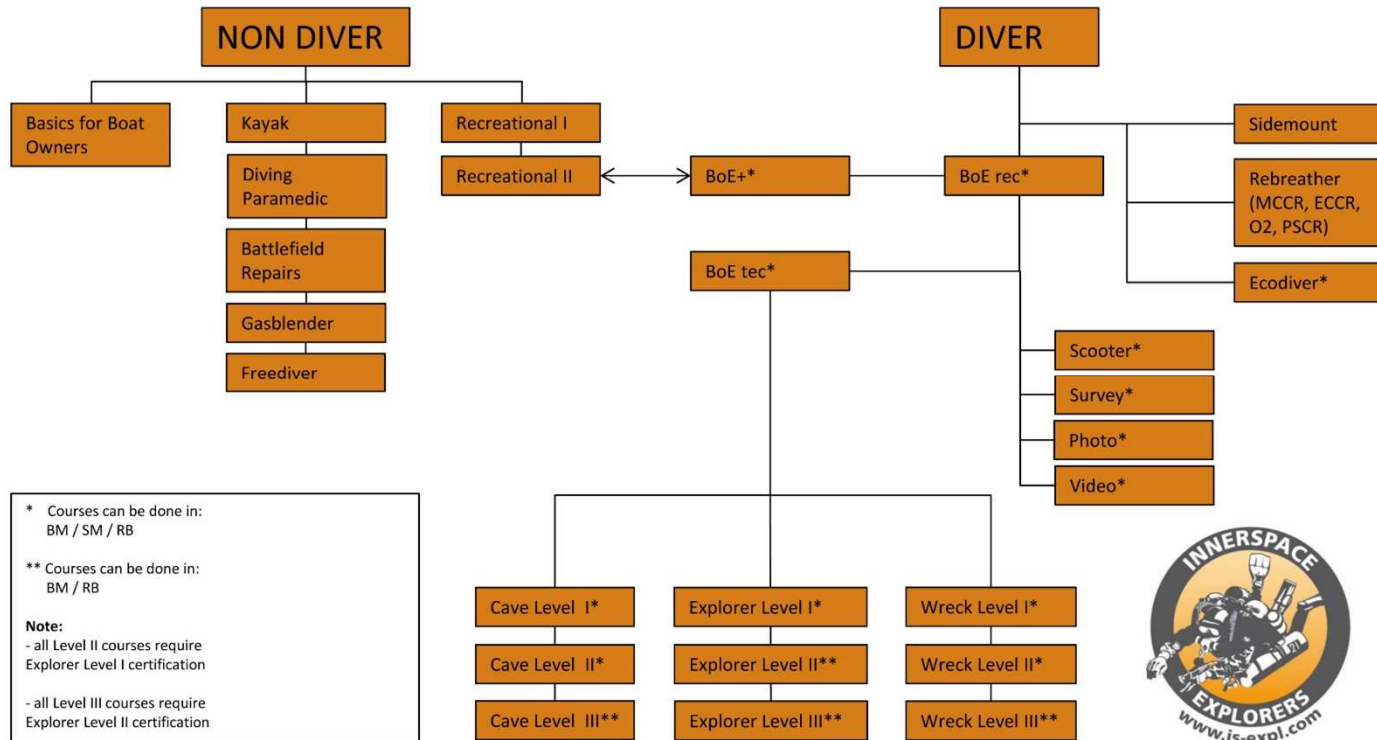 NON DIVER
DIVER
Basics for Boat
Owners
Kayak
Diving
Paramedic
Battlefield
Repairs
Gasblender
Freediver
Recreational I
Recreational II
BoE+*
BoE rec*
BoE tec*
Sidemount
Rebreather
(MCCR, ECCR,
O2, PSCR)
Ecodiver*
Scooter*
Survey*
Photo*
Video*
Cave Level I*
Cave Level II*
Cave Level III**
Explorer Level I*
Explorer Level II**
Explorer Level III**
Wreck Level I*
Wreck Level II*
Wreck Level III**
* Courses can be done in:
BM / SM / RB
** Courses can be done in:
BM / RB
Note:
- all Level II courses require
Explorer Level I certification
- all Level III courses require
Explorer Level II certification
INNERSPACE
EXPLORERS
www.is-expl.com